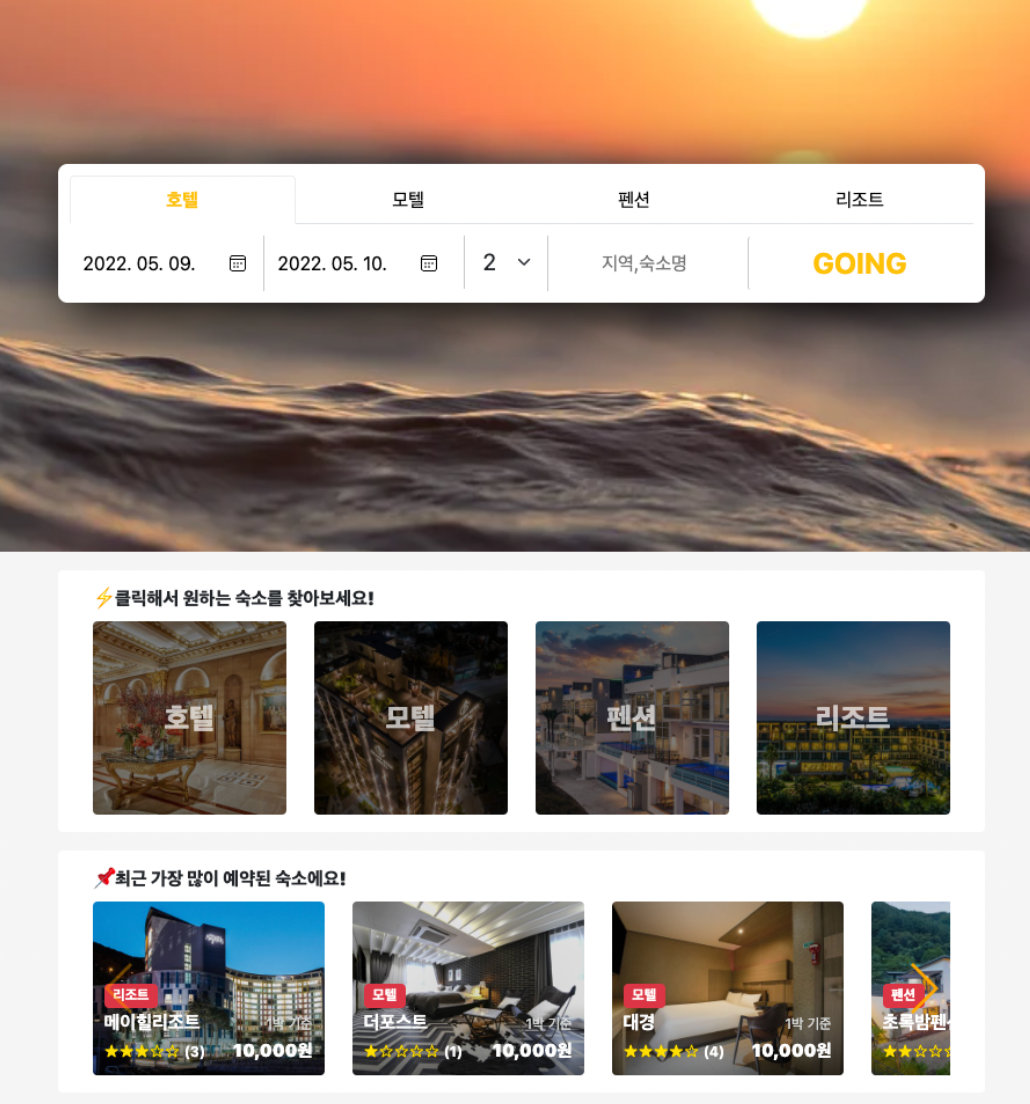 호텔 모텔 펜션 리조트
2022. 05. 09. 2022. 05. 10. 2 지역,숙소명 GOING
⚡클릭해서 원하는 숙소를 찾아보세요!
호텔 모텔 펜션 리조트
📌최근 가장 많이 예약된 숙소에요!
리조트
메이힐리조트 1박 기준
★★★☆☆ (3) 10,000원
모텔
더포스트 1박 기준
★☆☆☆☆ (1) 10,000원
모텔
대경 1박 기준
★★★★☆ (4) 10,000원
펜션
초록밤펜
★★☆☆